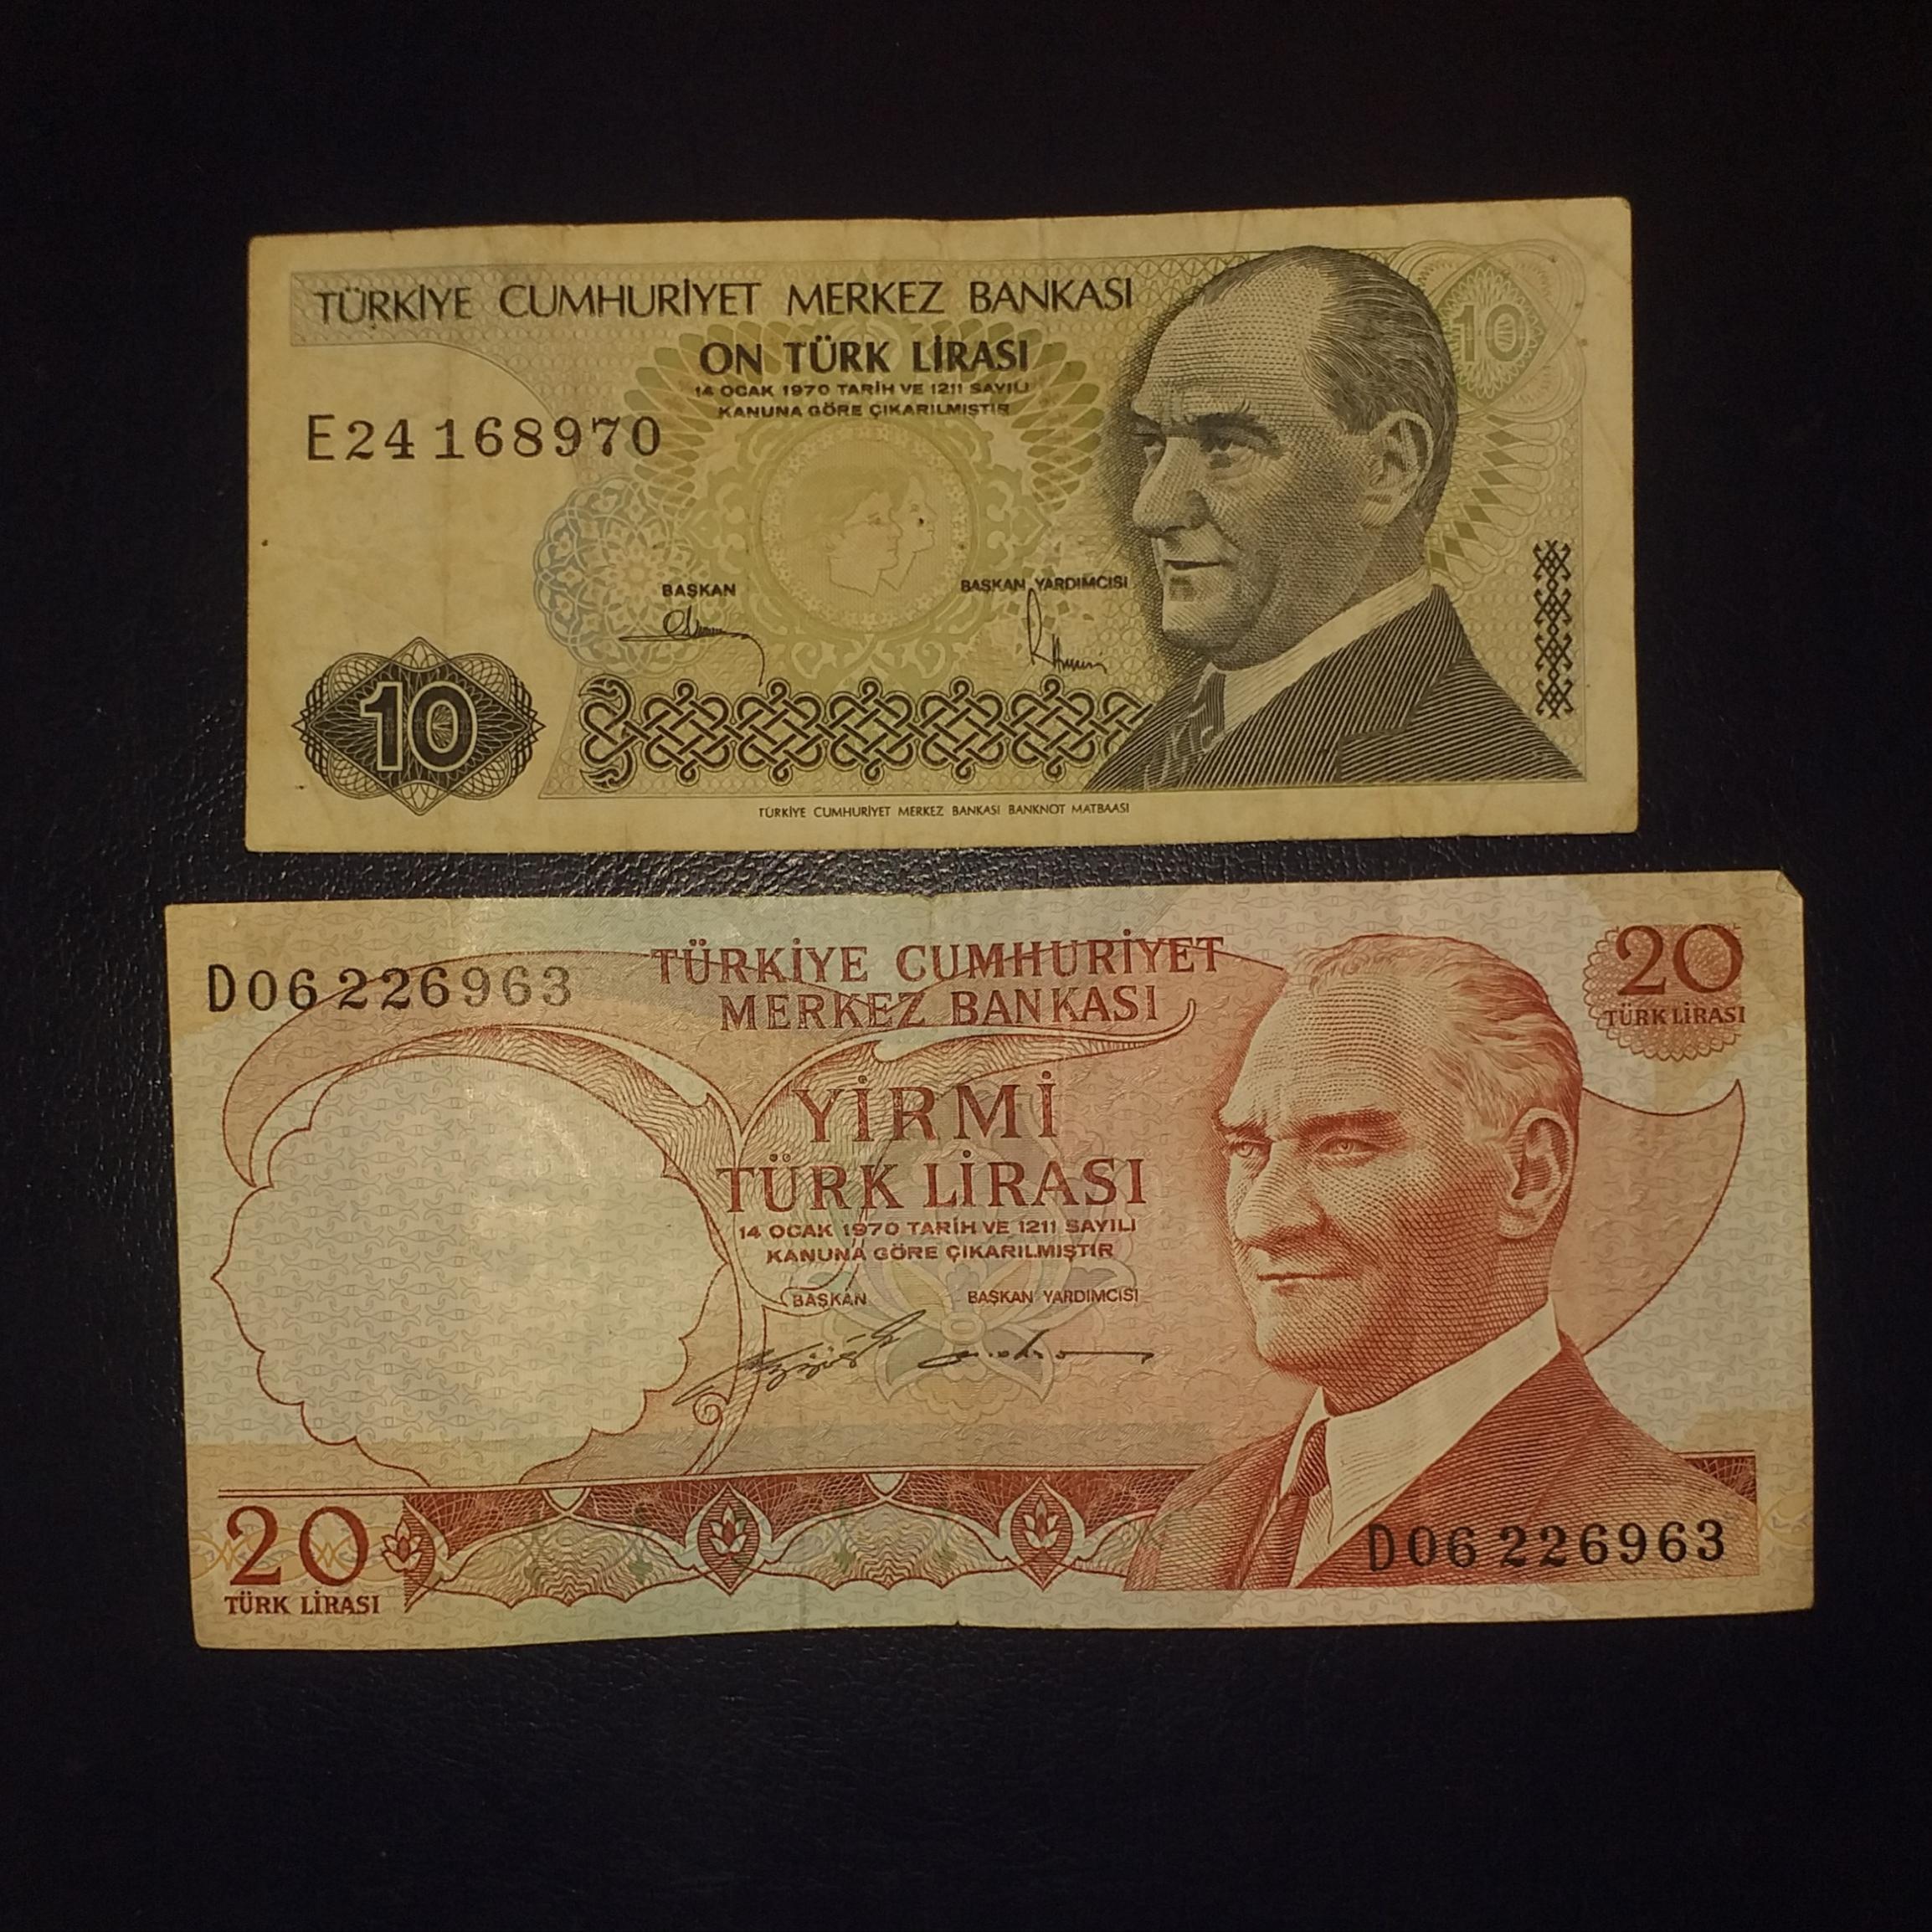 TÜRKİYE CUMHURİYET MERKEZ BANKASI
10
ON TÜRK LİRASI
14 OCAK 1970 TARİH VE 1211 SAYILI
KANUNA GÖRE ÇIKARILMIŞTIR
E24 168970
BAŞKAN
BAŞKAN YARDIMCISI
10
TÜRKİYE CUMHURİYET MERKEZ BANKASI BANKNOT MATBAASI
D06 226963
TÜRKİYE CUMHURİYET
MERKEZ BANKASI
20
TÜRK LİRASI
YİRMİ
TÜRK LİRASI
14 OCAK 1970 TARİH VE 1211 SAYILI
KANUNA GÖRE ÇIKARILMIŞTIR
BAŞKAN
BAŞKAN YARDIMCISI
20
TÜRK LİRASI
D06 226963